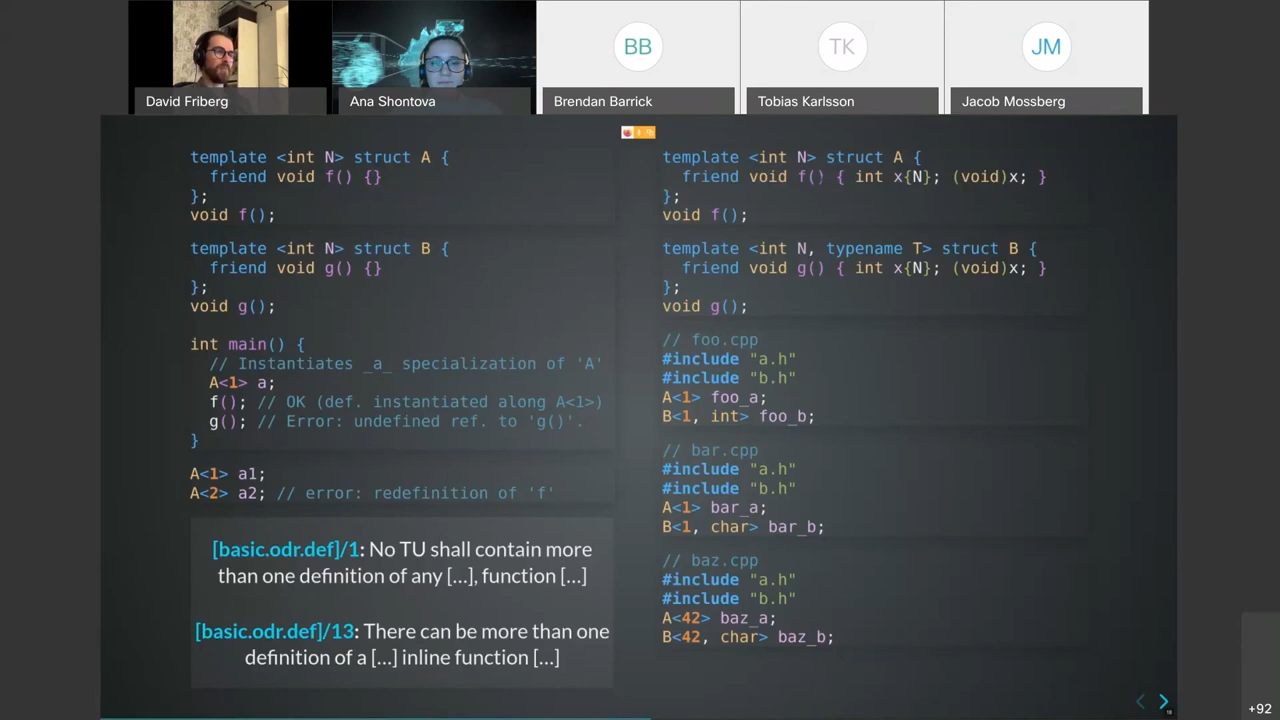 David Friberg
Ana Shontova
BB
Brendan Barrick
TK
Tobias Karlsson
JM
Jacob Mossberg
template <int N> struct A {
  friend void f() {}
};
void f();
template <int N> struct B {
  friend void g() {}
};
void g();
int main() {
  // Instantiates _a_ specialization of 'A'
  A<1> a;
  f(); // OK (def. instantiated along A<1>)
  g(); // Error: undefined ref. to 'g()'.
}
A<1> a1;
A<2> a2; // error: redefinition of 'f'
[basic.odr.def]/1: No TU shall contain more
than one definition of any [...], function [...]
[basic.odr.def]/13: There can be more than one
definition of a [...] inline function [...]
template <int N> struct A {
  friend void f() { int x{N}; (void)x; }
};
void f();
template <int N, typename T> struct B {
  friend void g() { int x{N}; (void)x; }
};
void g();
// foo.cpp
#include "a.h"
#include "b.h"
A<1> foo_a;
B<1, int> foo_b;
// bar.cpp
#include "a.h"
#include "b.h"
A<1> bar_a;
B<1, char> bar_b;
// baz.cpp
#include "a.h"
#include "b.h"
A<42> baz_a;
B<42, char> baz_b;
+92